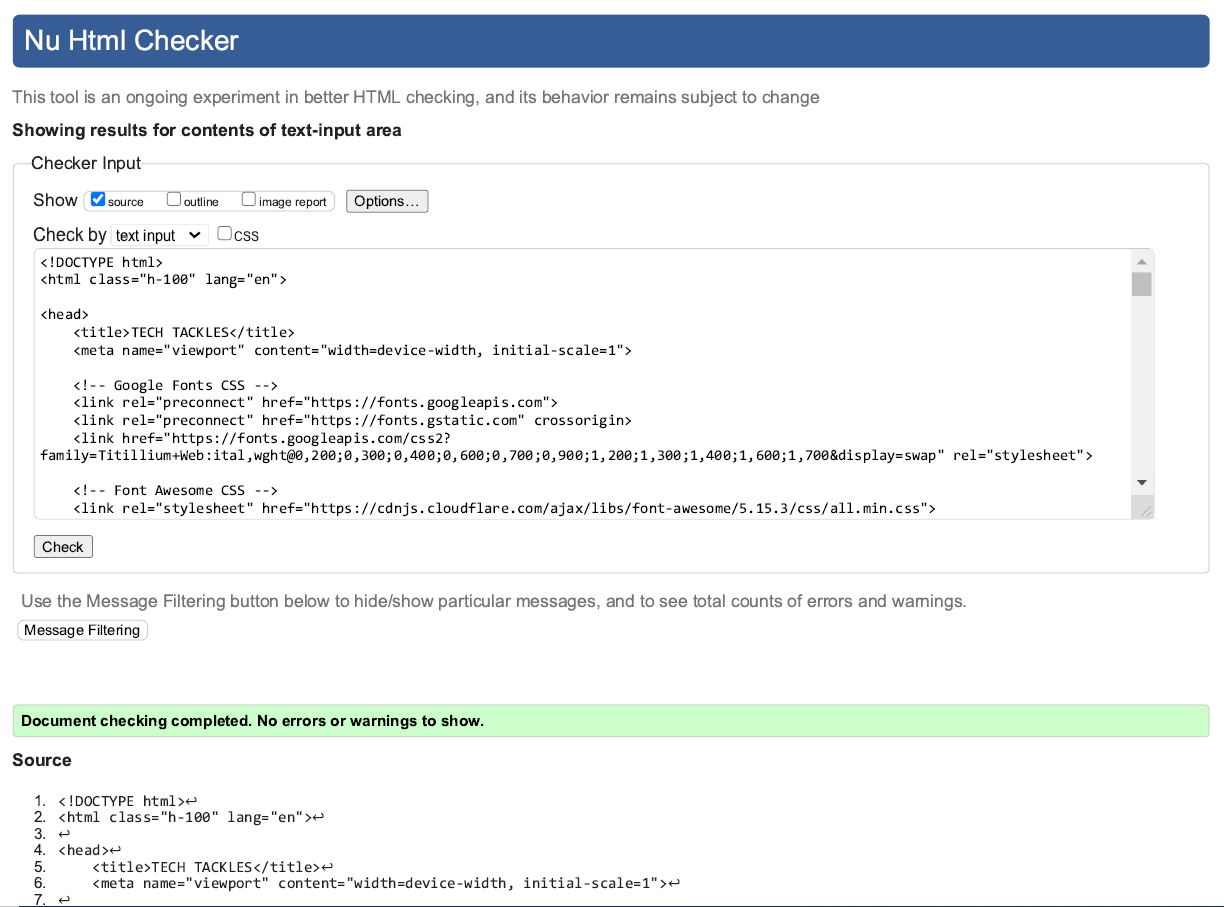 Nu Html Checker
This tool is an ongoing experiment in better HTML checking, and its behavior remains subject to change
Showing results for contents of text-input area
Checker Input
Show source outline image report Options...
Check by text input CSS
<!DOCTYPE html>
<html class="h-100" lang="en">
<head>
<title>TECH TACKLES</title>
<meta name="viewport" content="width=device-width, initial-scale=1">
<!-- Google Fonts CSS -->
<link rel="preconnect" href="https://fonts.googleapis.com">
<link rel="preconnect" href="https://fonts.gstatic.com" crossorigin>
<link href="https://fonts.googleapis.com/css2?
family=Titillium+Web:ital,wght@0,200;0,300;0,400;0,600;0,700;0,900;1,200;1,300;1,400;1,600;1,700&display=swap" rel="stylesheet">
<!-- Font Awesome CSS -->
<link rel="stylesheet" href="https://cdnjs.cloudflare.com/ajax/libs/font-awesome/5.15.3/css/all.min.css">
Check
Use the Message Filtering button below to hide/show particular messages, and to see total counts of errors and warnings.
Message Filtering
Document checking completed. No errors or warnings to show.
Source
1. <!DOCTYPE html>↩
2. <html class="h-100" lang="en">↩
3. ↩
4. <head>↩
5. <title>TECH TACKLES</title>↩
6. <meta name="viewport" content="width=device-width, initial-scale=1">↩
7. ↩